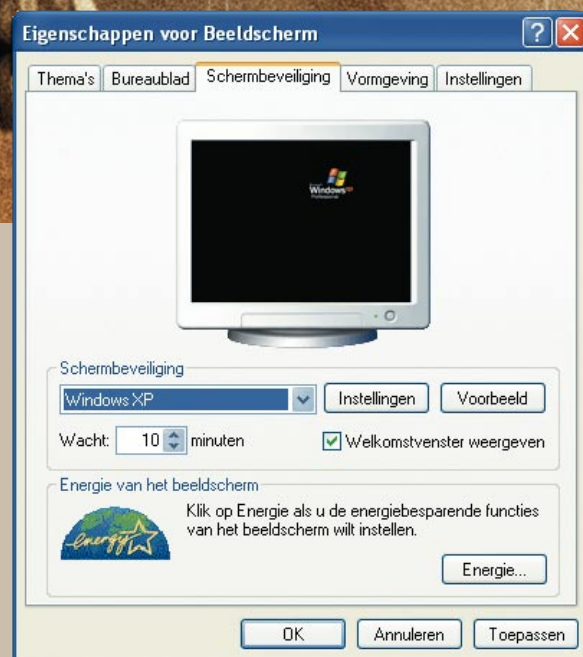 Eigenschappen voor Beeldscherm
Thema's Bureaublad Schermbeveiliging Vormgeving Instellingen
Windows XP
Schermbeveiliging
Windows XP Instellingen Voorbeeld
Wacht: 10 minuten Welkomstvenster weergeven
Energie van het beeldscherm
Klik op Energie als u de energiebesparende functies
van het beeldscherm wilt instellen.
energy
Energie...
OK Annuleren Toepassen